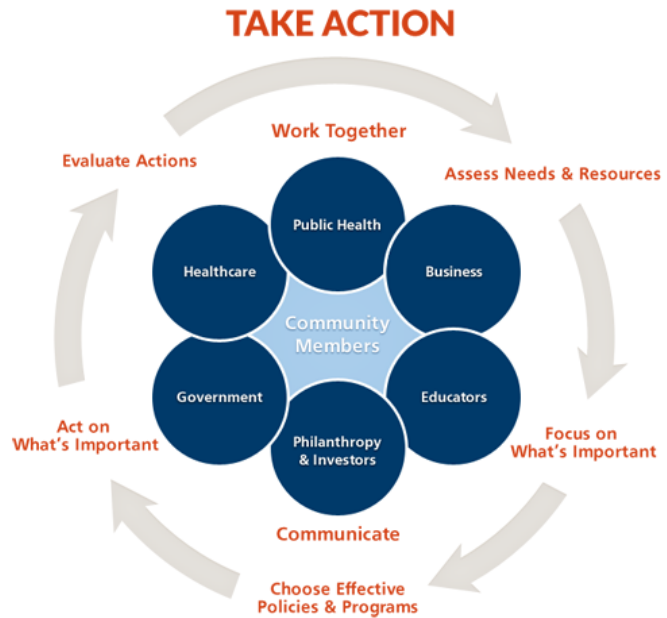 TAKE ACTION
Work Together
Evaluate Actions
Assess Needs & Resources
Public Health
Healthcare
Business
Community
Members
Government
Educators
Philanthropy
& Investors
Act on
What's Important
Focus on
What's Important
Communicate
Choose Effective
Policies & Programs